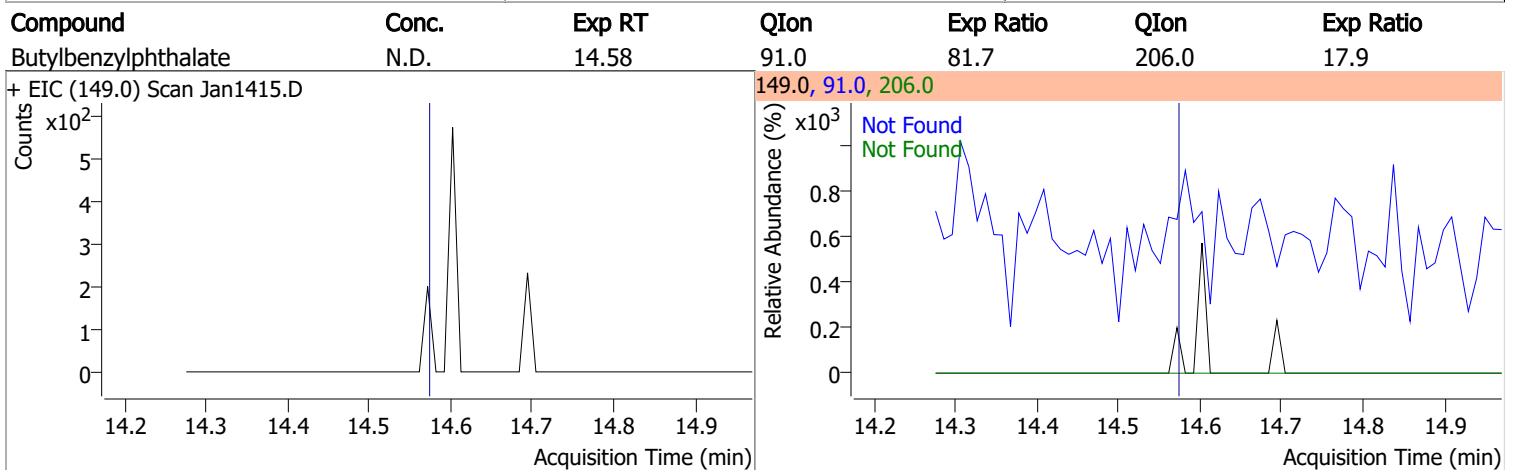 Compound Conc. Exp RT QIon Exp Ratio QIon Exp Ratio
Butylbenzylphthalate N.D. 14.58 91.0 81.7 206.0 17.9
+ EIC (149.0) Scan Jan1415.D
Counts
x10²
5
4
3
2
1
0
14.2 14.3 14.4 14.5 14.6 14.7 14.8 14.9
Acquisition Time (min)
149.0, 91.0, 206.0
Relative Abundance (%)
x10³
Not Found
Not Found
0.8
0.6
0.4
0.2
0
14.2 14.3 14.4 14.5 14.6 14.7 14.8 14.9
Acquisition Time (min)